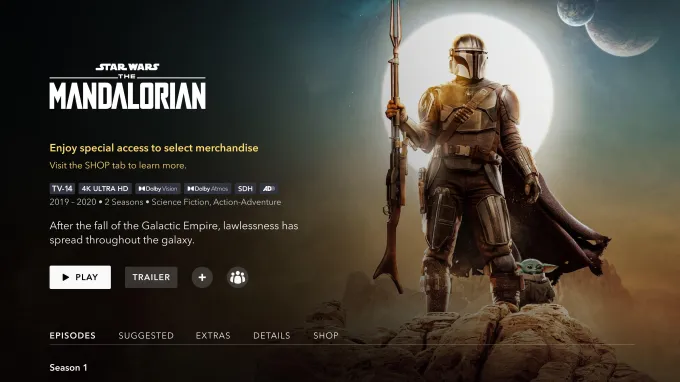 STAR WARS
THE
MANDALORIAN
Enjoy special access to select merchandise
Visit the SHOP tab to learn more.
TV-14 4K ULTRA HD Dolby Vision Dolby Atmos SDH AD
2019 - 2020 • 2 Seasons • Science Fiction, Action-Adventure
After the fall of the Galactic Empire, lawlessness has
spread throughout the galaxy.
PLAY TRAILER +
EPISODES SUGGESTED EXTRAS DETAILS SHOP
Season 1